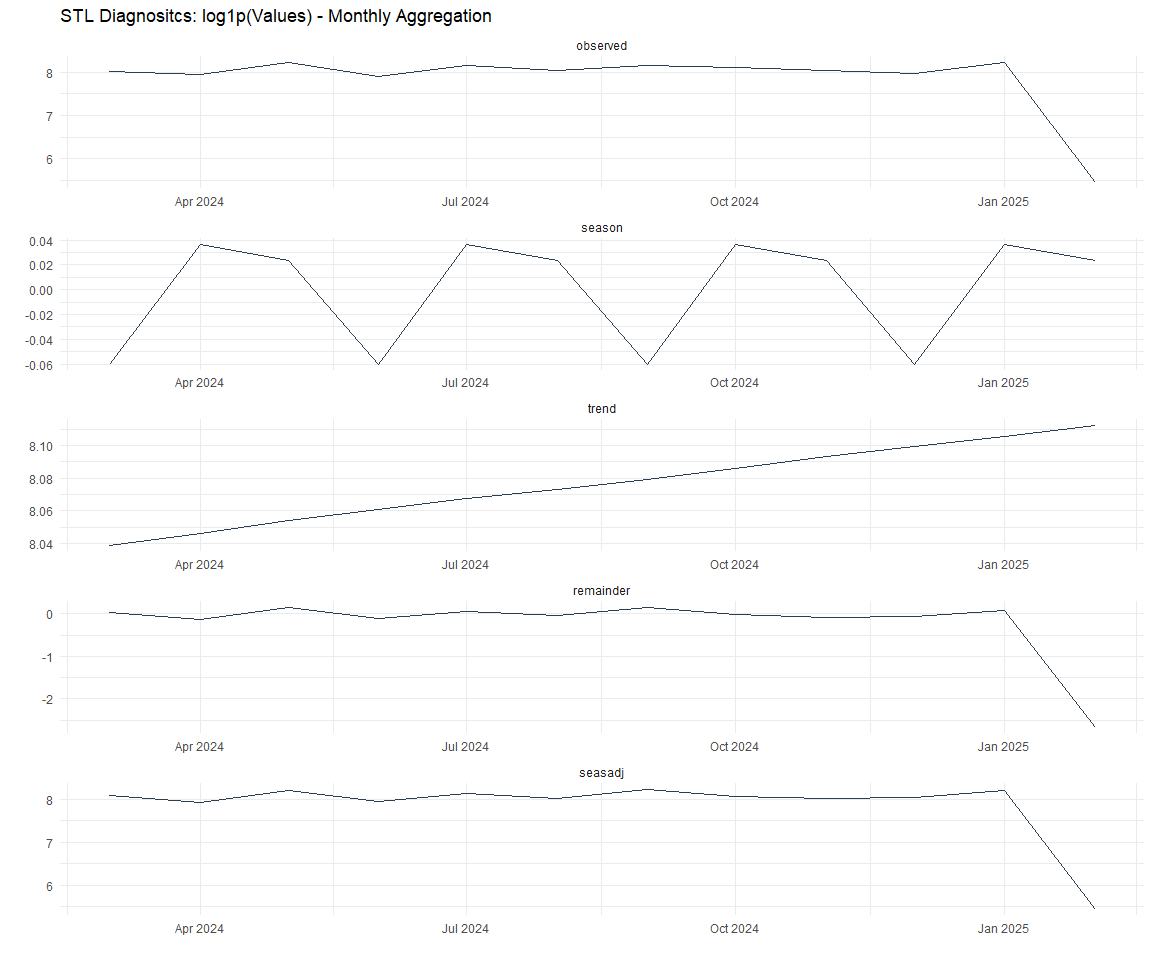 STL Diagnositcs: log1p(Values) - Monthly Aggregation
observed
8
7
6
Apr 2024 Jul 2024 Oct 2024 Jan 2025
season
0.04
0.02
0.00
-0.02
-0.04
-0.06
Apr 2024 Jul 2024 Oct 2024 Jan 2025
trend
8.10
8.08
8.06
8.04
Apr 2024 Jul 2024 Oct 2024 Jan 2025
remainder
0
-1
-2
Apr 2024 Jul 2024 Oct 2024 Jan 2025
seasadj
8
7
6
Apr 2024 Jul 2024 Oct 2024 Jan 2025